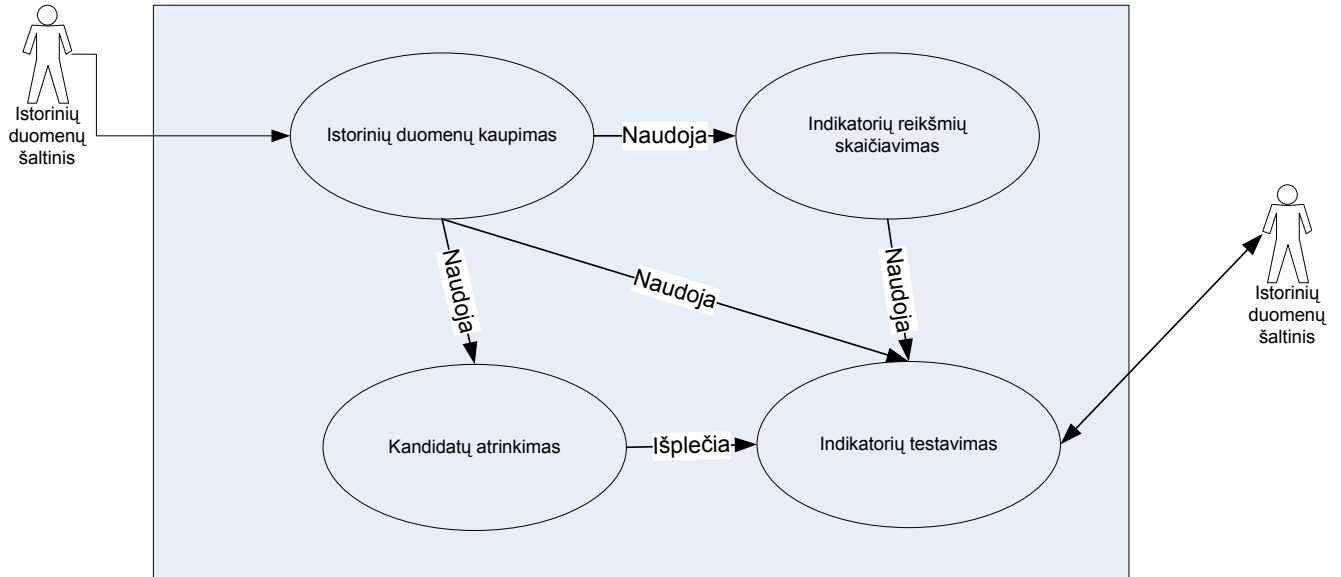 Istorinių
duomenų
šaltinis
Istorinių duomenų kaupimas
Naudoja
Indikatorių reikšmių
skaičiavimas
Naudoja
Naudoja
Naudoja
Istorinių
duomenų
šaltinis
Kandidatų atrinkimas
Išplečia
Indikatorių testavimas